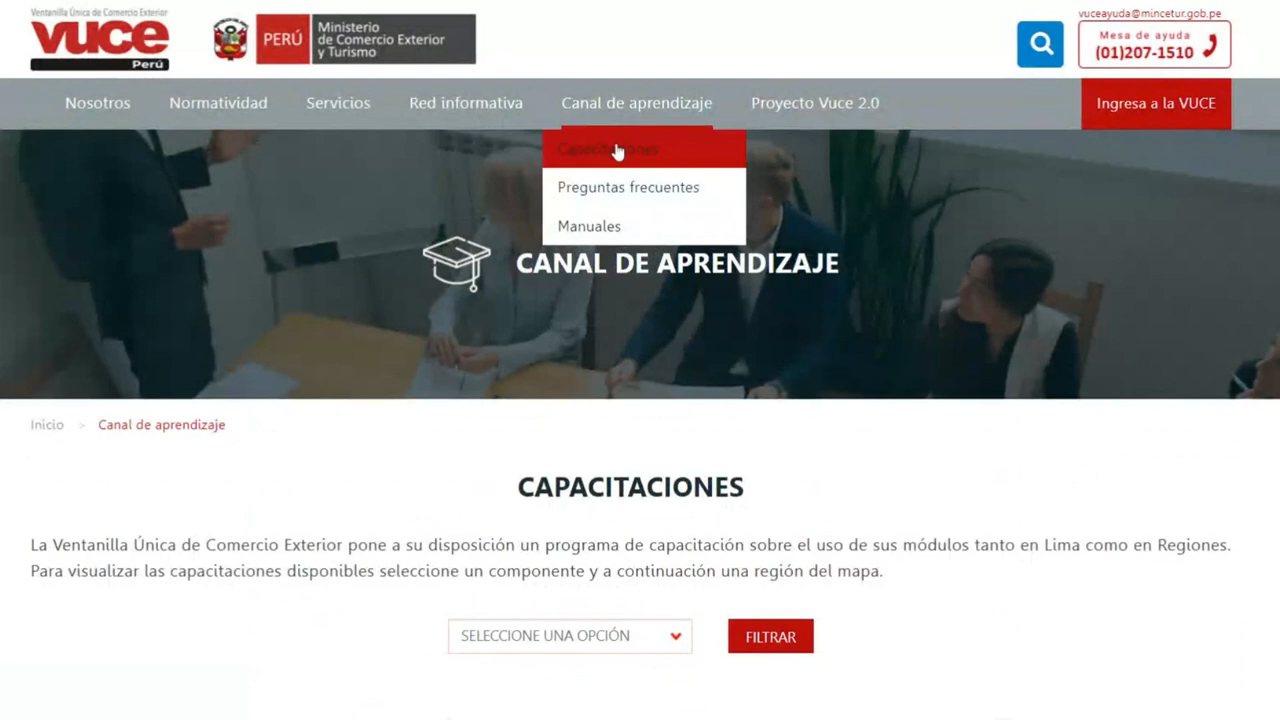 Ventanilla Única de Comercio Exterior
vuce
Perú
PERÚ
Ministerio
de Comercio Exterior
y Turismo
vuceayuda@mincetur.gob.pe
Mesa de ayuda
(01)207-1510
Nosotros
Normatividad
Servicios
Red informativa
Canal de aprendizaje
Proyecto Vuce 2.0
Ingresa a la VUCE
Capacitaciones
Preguntas frecuentes
Manuales
CANAL DE APRENDIZAJE
Inicio > Canal de aprendizaje
CAPACITACIONES
La Ventanilla Única de Comercio Exterior pone a su disposición un programa de capacitación sobre el uso de sus módulos tanto en Lima como en Regiones.
Para visualizar las capacitaciones disponibles seleccione un componente y a continuación una región del mapa.
SELECCIONE UNA OPCIÓN
FILTRAR